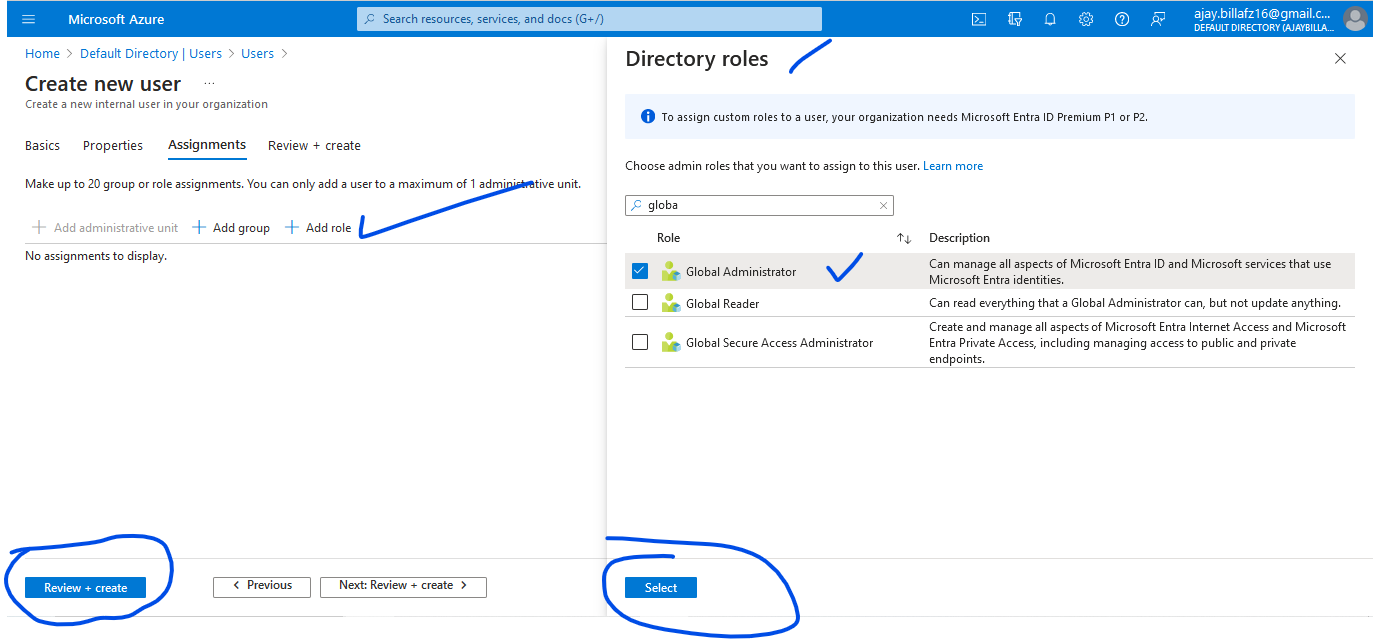 Microsoft Azure
Search resources, services, and docs (G+/)
ajay.billafz16@gmail.c...
DEFAULT DIRECTORY (AJAYBILLA...
Home > Default Directory | Users > Users >
Create new user ...
Create a new internal user in your organization
Basics Properties Assignments Review + create
Make up to 20 group or role assignments. You can only add a user to a maximum of 1 administrative unit.
Add administrative unit Add group Add role
No assignments to display.
Review + create < Previous Next: Review + create >
Directory roles
To assign custom roles to a user, your organization needs Microsoft Entra ID Premium P1 or P2.
Choose admin roles that you want to assign to this user. Learn more
globa
Role Description
Global Administrator Can manage all aspects of Microsoft Entra ID and Microsoft services that use
Microsoft Entra identities.
Global Reader Can read everything that a Global Administrator can, but not update anything.
Global Secure Access Administrator Create and manage all aspects of Microsoft Entra Internet Access and Microsoft
Entra Private Access, including managing access to public and private
endpoints.
Select